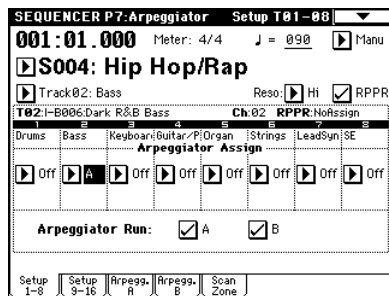 SEQUENCER P7:Arpeggiator Setup T01-08
001:01.000 Meter: 4/4 ♩ = 090 Manu
S004: Hip Hop/Rap
Track02: Bass Reso: Hi RPPR
T02:I-B006:Dark R&B Bass Ch:02 RPPR:NoAssign
1 2 3 4 5 6 7 8
Drums Bass Keyboar Guitar/P Organ Strings LeadSyn SE
Arpeggiator Assign
Off A Off Off Off Off Off Off
Arpeggiator Run: A B
Setup 1-8 Setup 9-16 Arpegg. A Arpegg. B Scan Zone